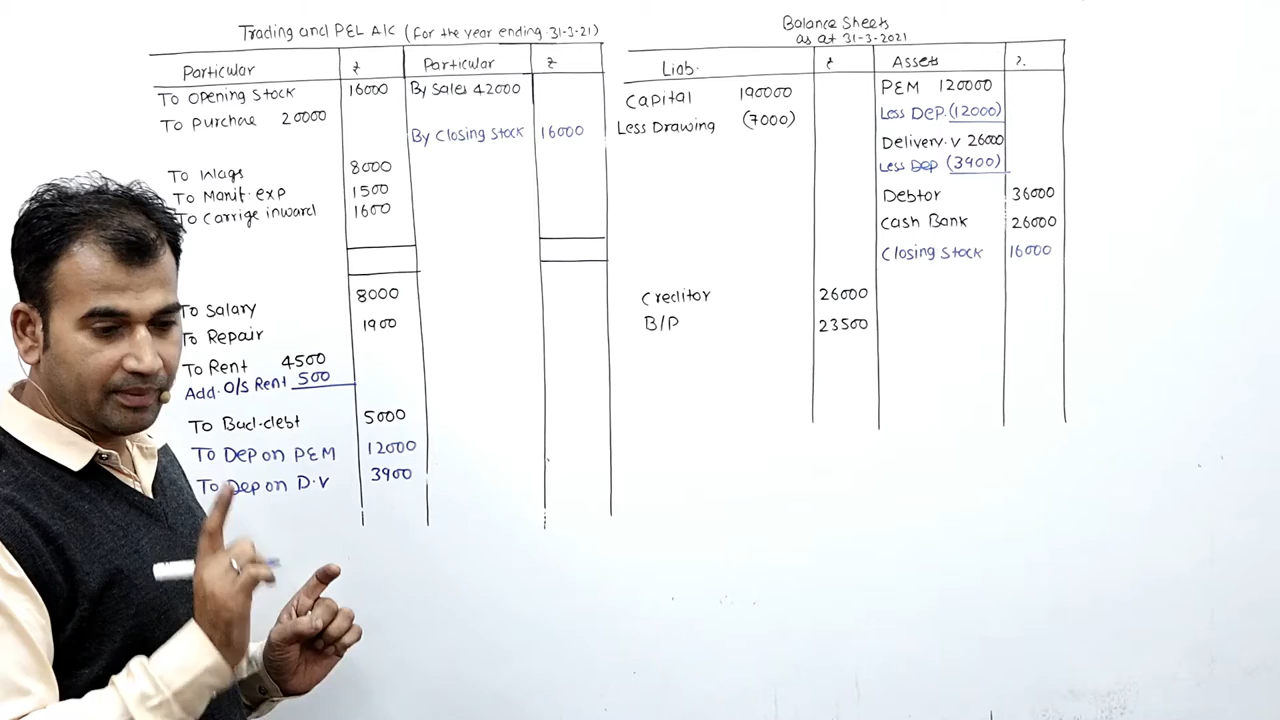 Trading and P&L A/C (For the year ending 31-3-21)
Particular ₹ Particular ₹
To Opening Stock 16000 By Sales 42000
To Purchae 20000
By Closing Stock 16000
To Wags 8000
To Manif. exp 1500
To Carrige inward 1600
To Salary 8000
To Repair 1900
To Rent 4500
Add. O/S Rent 500
To Bad-debt 5000
To Dep on P&M 12000
To Dep on D.V 3900
Balance Sheets
as at 31-3-2021
Liab. ₹ Assets ₹
Capital 190000
Less Drawing (7000)
Creditor 26000
B/P 23500
P&M 120000
Less Dep. (12000)
Delivery.V 26000
Less Dep (3900)
Debtor 36000
Cash Bank 26000
Closing Stock 16000